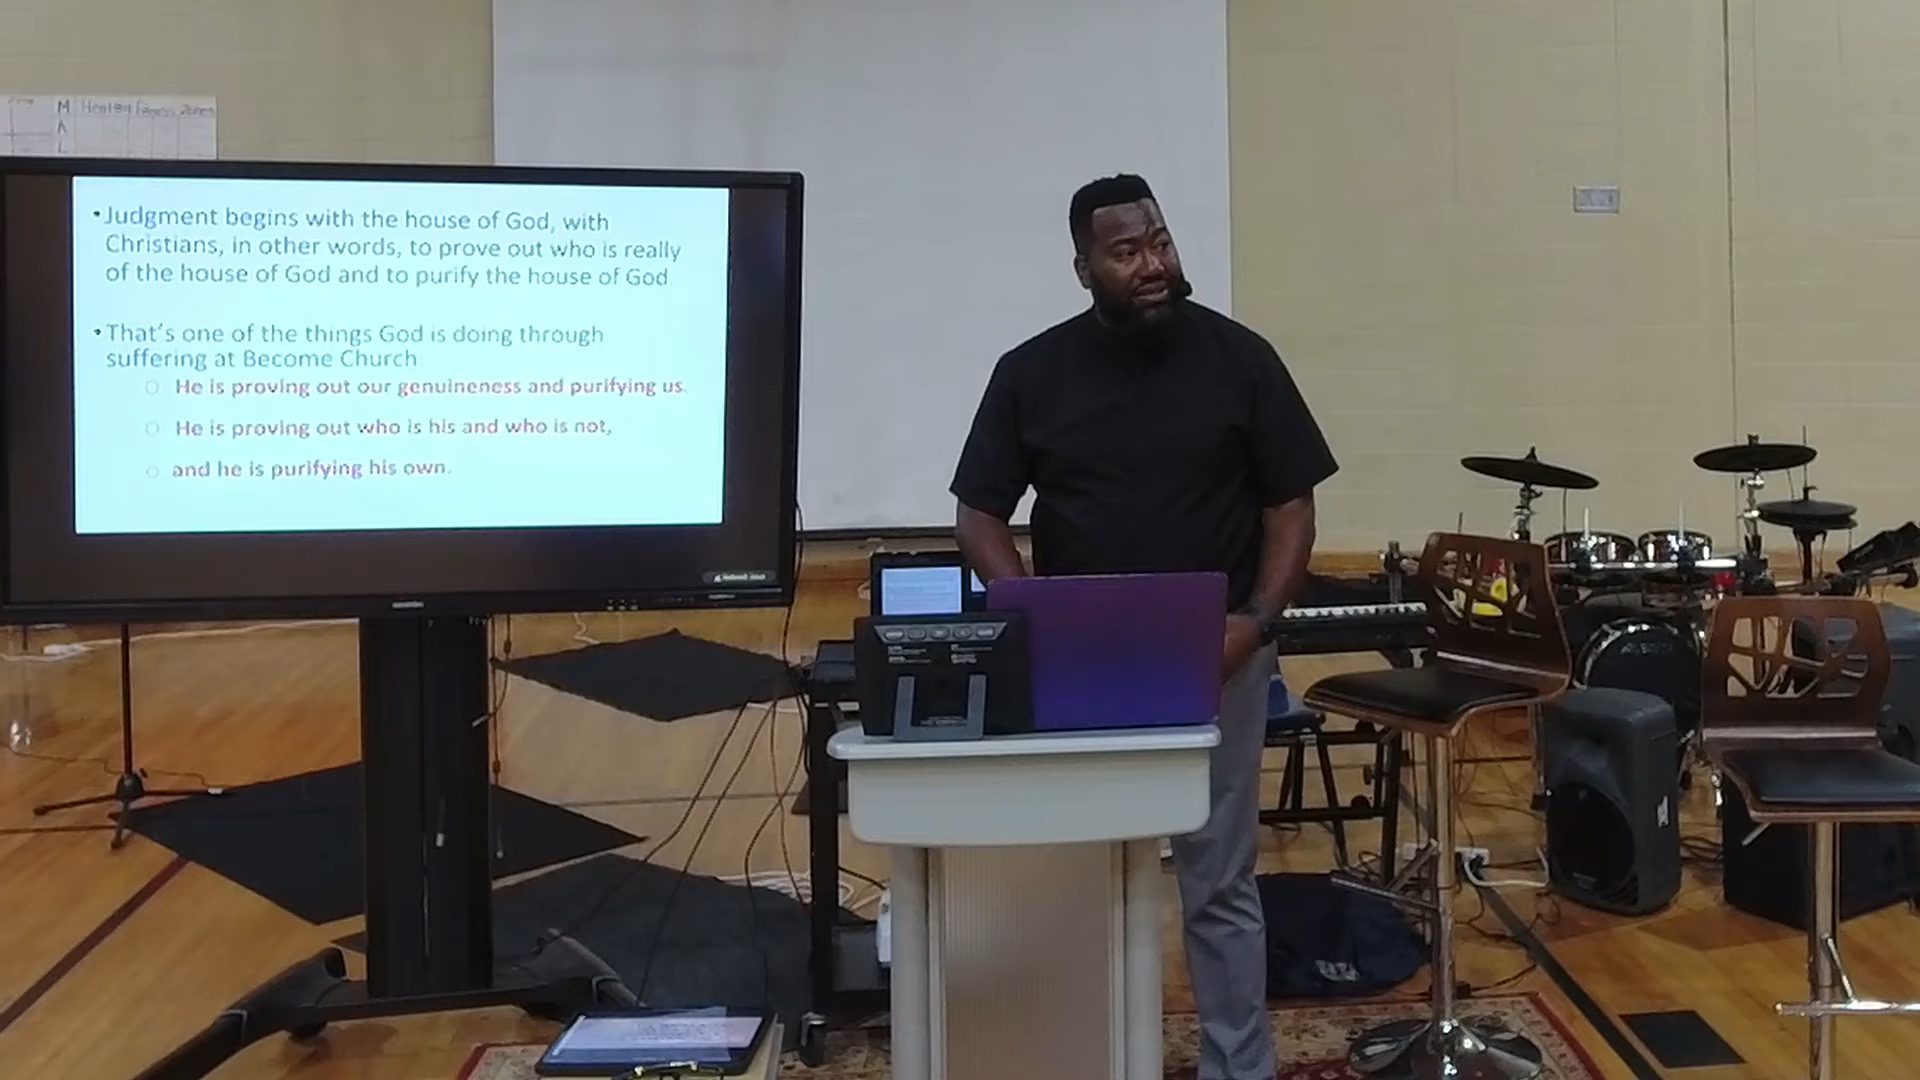 M Healthy Fitness Zones
A
L
•Judgment begins with the house of God, with
Christians, in other words, to prove out who is really
of the house of God and to purify the house of God.
•That's one of the things God is doing through
suffering at Become Church
○ He is proving out our genuineness and purifying us.
○ He is proving out who is his and who is not,
○ and he is purifying his own.